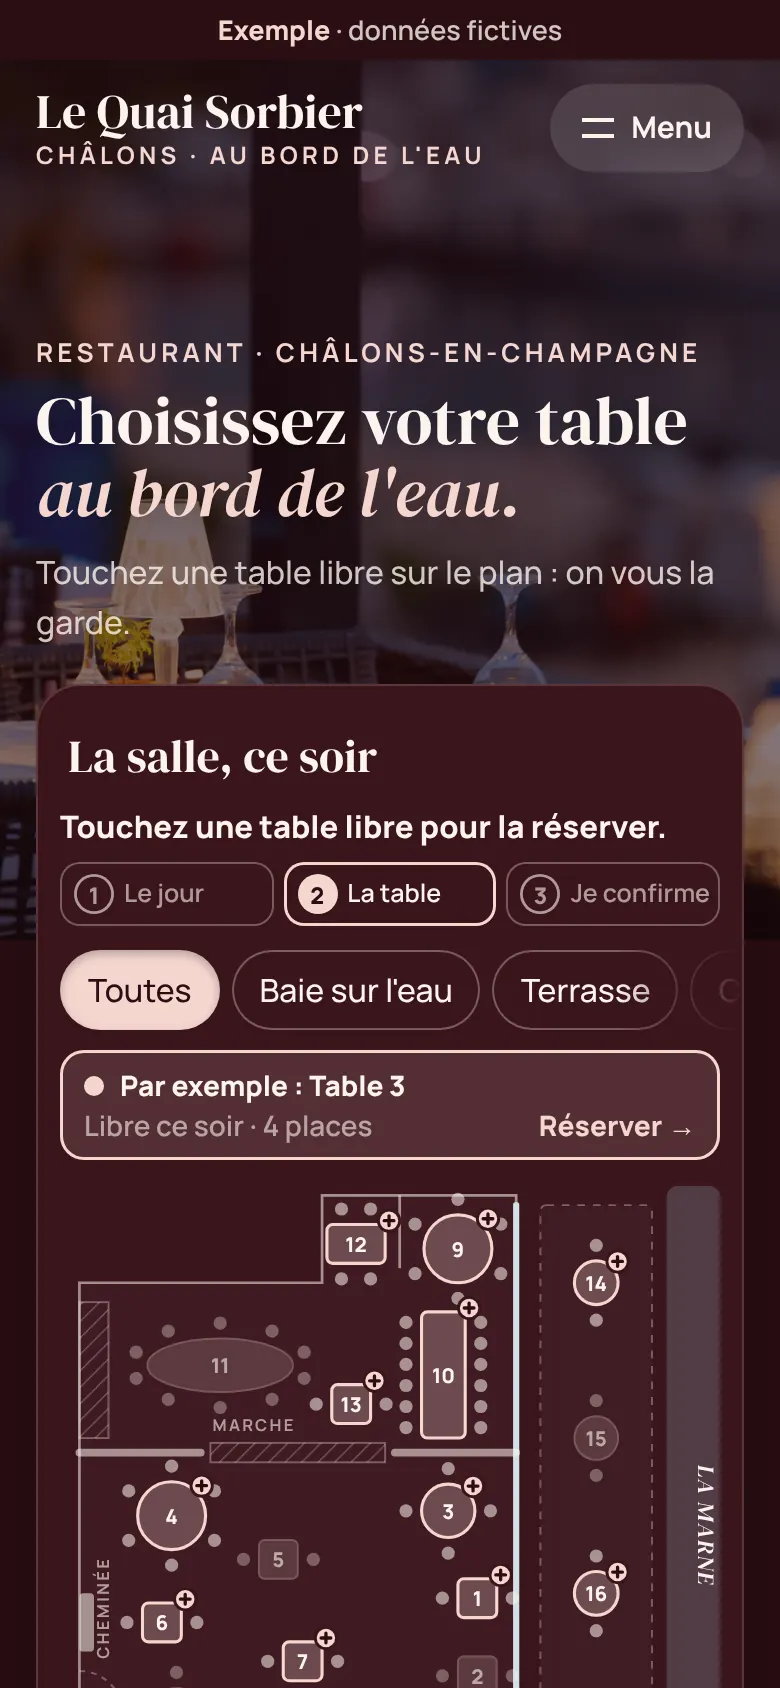 Exemple · données fictives
Le Quai Sorbier
CHÂLONS · AU BORD DE L'EAU
Menu
RESTAURANT · CHÂLONS-EN-CHAMPAGNE
Choisissez votre table
au bord de l'eau.
Touchez une table libre sur le plan : on vous la
garde.
La salle, ce soir
Touchez une table libre pour la réserver.
1 Le jour
2 La table
3 Je confirme
Toutes
Baie sur l'eau
Terrasse
Par exemple : Table 3
Libre ce soir · 4 places
Réserver →
12
9
14
11
10
13
MARCHE
15
4
3
5
LA MARNE
CHEMINÉE
6
1
16
7
2